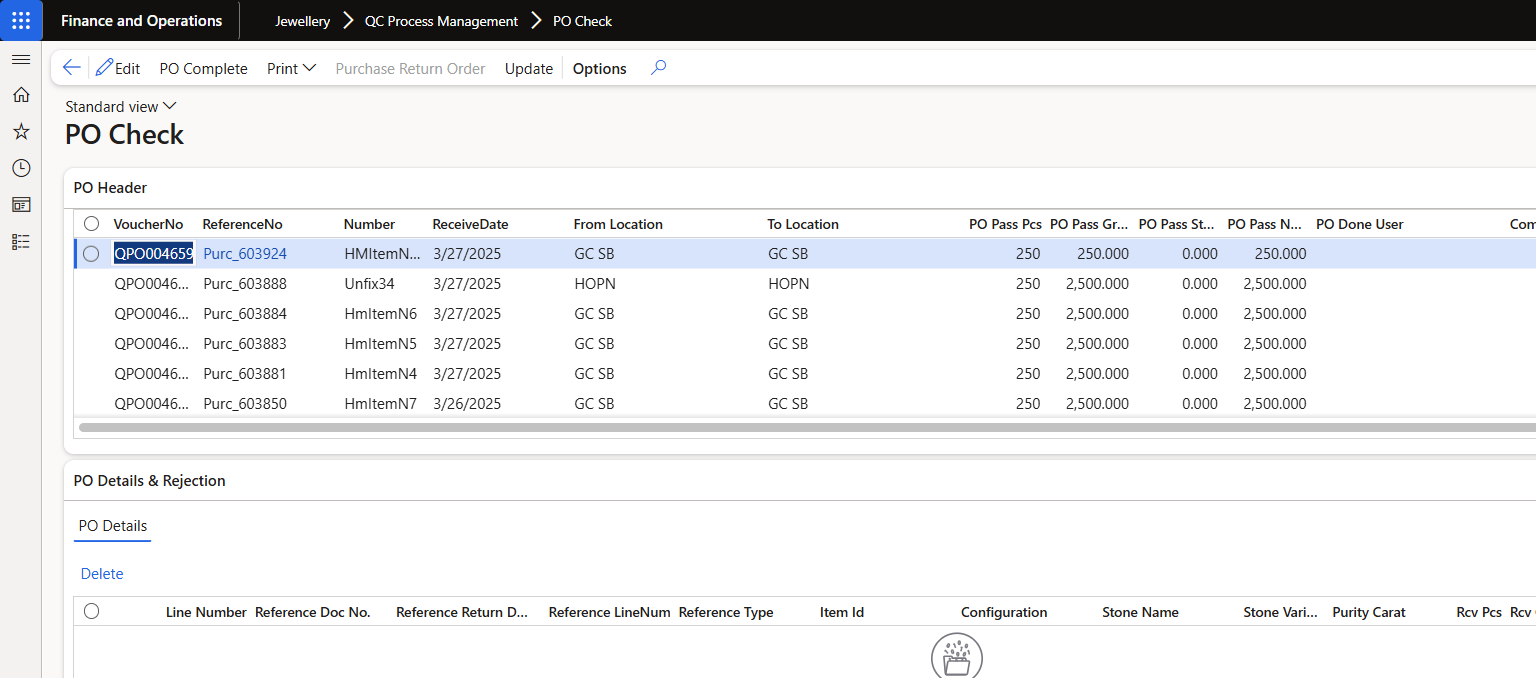 Finance and Operations Jewellery QC Process Management PO Check
Edit PO Complete Print Purchase Return Order Update Options
Standard view
PO Check
PO Header
VoucherNo ReferenceNo Number ReceiveDate From Location To Location PO Pass Pcs PO Pass Gr... PO Pass St... PO Pass N... PO Done User Com
QPO004659 Purc_603924 HMItemN... 3/27/2025 GC SB GC SB 250 250.000 0.000 250.000
QPO0046... Purc_603888 Unfix34 3/27/2025 HOPN HOPN 250 2,500.000 0.000 2,500.000
QPO0046... Purc_603884 HmItemN6 3/27/2025 GC SB GC SB 250 2,500.000 0.000 2,500.000
QPO0046... Purc_603883 HmItemN5 3/27/2025 GC SB GC SB 250 2,500.000 0.000 2,500.000
QPO0046... Purc_603881 HmItemN4 3/27/2025 GC SB GC SB 250 2,500.000 0.000 2,500.000
QPO0046... Purc_603850 HmItemN7 3/26/2025 GC SB GC SB 250 2,500.000 0.000 2,500.000
PO Details & Rejection
PO Details
Delete
Line Number Reference Doc No. Reference Return D... Reference LineNum Reference Type Item Id Configuration Stone Name Stone Vari... Purity Carat Rcv Pcs Rcv